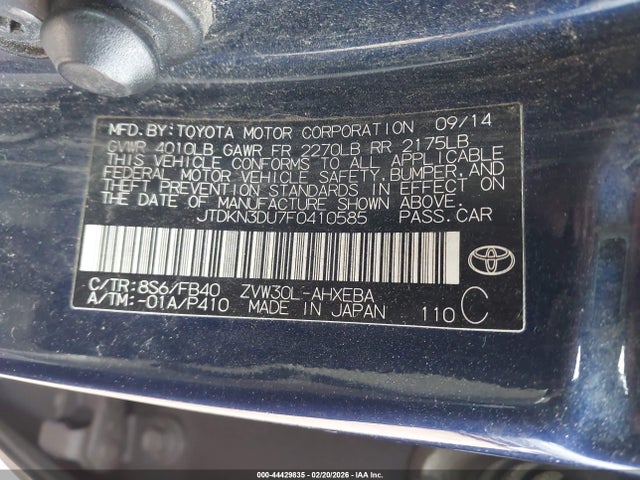 MFD.BY:TOYOTA MOTOR CORPORATION 09/14
GVWR 4010LB GAWR FR 2270LB RR 2175LB
THIS VEHICLE CONFORMS TO ALL APPLICABLE
FEDERAL MOTOR VEHICLE SAFETY, BUMPER, AND
THEFT PREVENTION STANDARDS IN EFFECT ON
THE DATE OF MANUFACTURE SHOWN ABOVE.
JTDKN3DU7F0410585 PASS.CAR
C/TR:8S6/FB40 ZVW30L-AHXEBA
A/TM:-01A/P410 MADE IN JAPAN 110 C
000-44429835 - 02/20/2026 - IAA Inc.